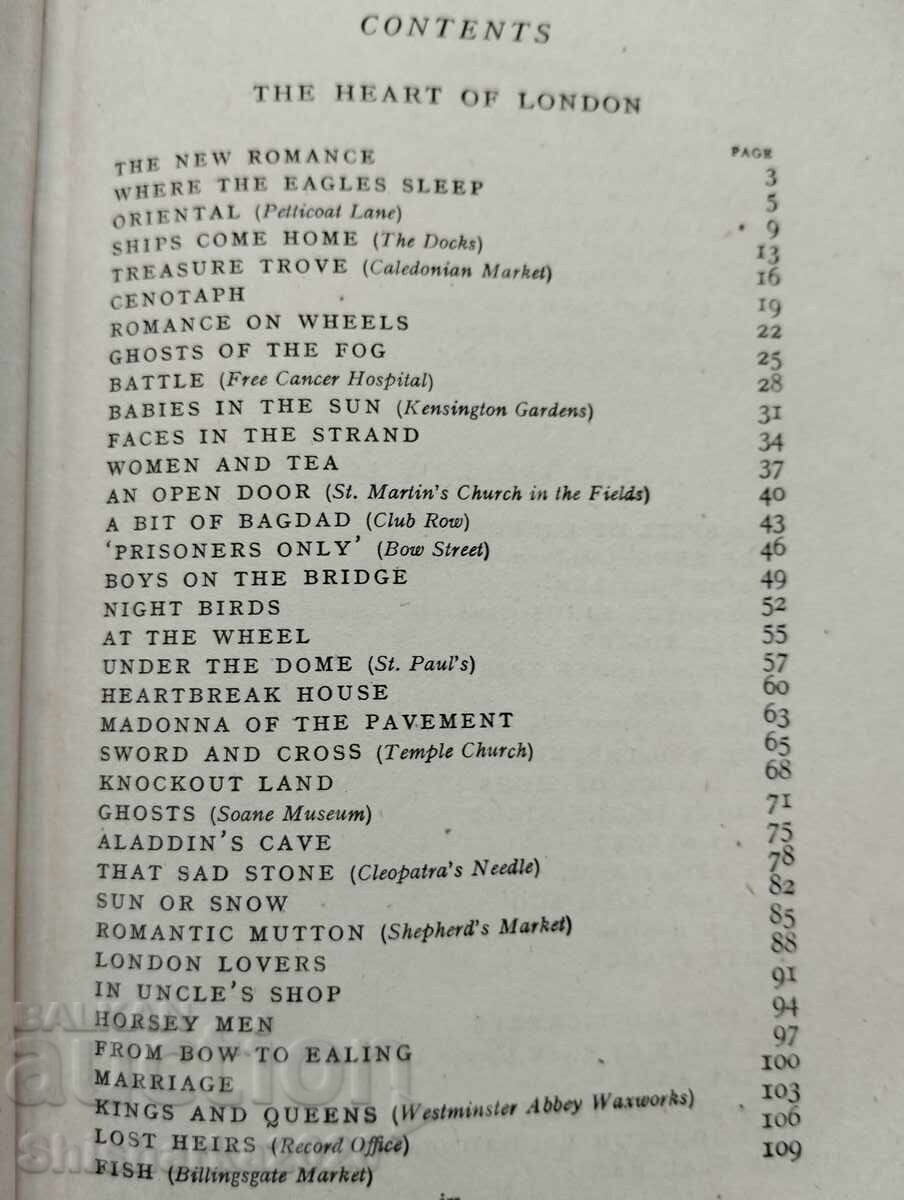 CONTENTS
THE HEART OF LONDON
PAGE
THE NEW ROMANCE 3
WHERE THE EAGLES SLEEP 5
ORIENTAL (Petticoat Lane) 9
SHIPS COME HOME (The Docks) 13
TREASURE TROVE (Caledonian Market) 16
CENOTAPH 19
ROMANCE ON WHEELS 22
GHOSTS OF THE FOG 25
BATTLE (Free Cancer Hospital) 28
BABIES IN THE SUN (Kensington Gardens) 31
FACES IN THE STRAND 34
WOMEN AND TEA 37
AN OPEN DOOR (St. Martin's Church in the Fields) 40
A BIT OF BAGDAD (Club Row) 43
'PRISONERS ONLY' (Bow Street) 46
BOYS ON THE BRIDGE 49
NIGHT BIRDS 52
AT THE WHEEL 55
UNDER THE DOME (St. Paul's) 57
HEARTBREAK HOUSE 60
MADONNA OF THE PAVEMENT 63
SWORD AND CROSS (Temple Church) 65
KNOCKOUT LAND 68
GHOSTS (Soane Museum) 71
ALADDIN'S CAVE 75
THAT SAD STONE (Cleopatra's Needle) 78
SUN OR SNOW 82
ROMANTIC MUTTON (Shepherd's Market) 85
LONDON LOVERS 88
IN UNCLE'S SHOP 91
HORSEY MEN 94
FROM BOW TO EALING 97
MARRIAGE 100
KINGS AND QUEENS (Westminster Abbey Waxworks) 103
LOST HEIRS (Record Office) 106
FISH (Billingsgate Market) 109
BALKAN
auction